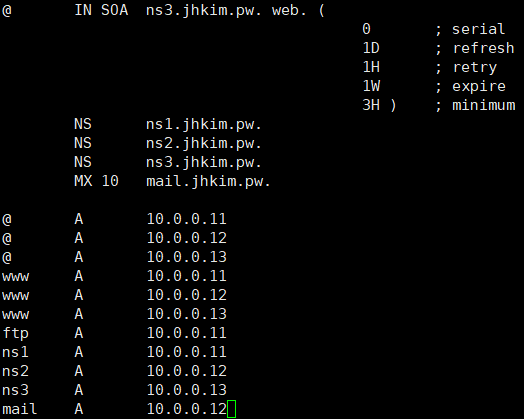 @ IN SOA ns3.jhkim.pw. web. (
0 ; serial
1D ; refresh
1H ; retry
1W ; expire
3H ) ; minimum
NS ns1.jhkim.pw.
NS ns2.jhkim.pw.
NS ns3.jhkim.pw.
MX 10 mail.jhkim.pw.
@ A 10.0.0.11
@ A 10.0.0.12
@ A 10.0.0.13
www A 10.0.0.11
www A 10.0.0.12
www A 10.0.0.13
ftp A 10.0.0.11
ns1 A 10.0.0.11
ns2 A 10.0.0.12
ns3 A 10.0.0.13
mail A 10.0.0.12